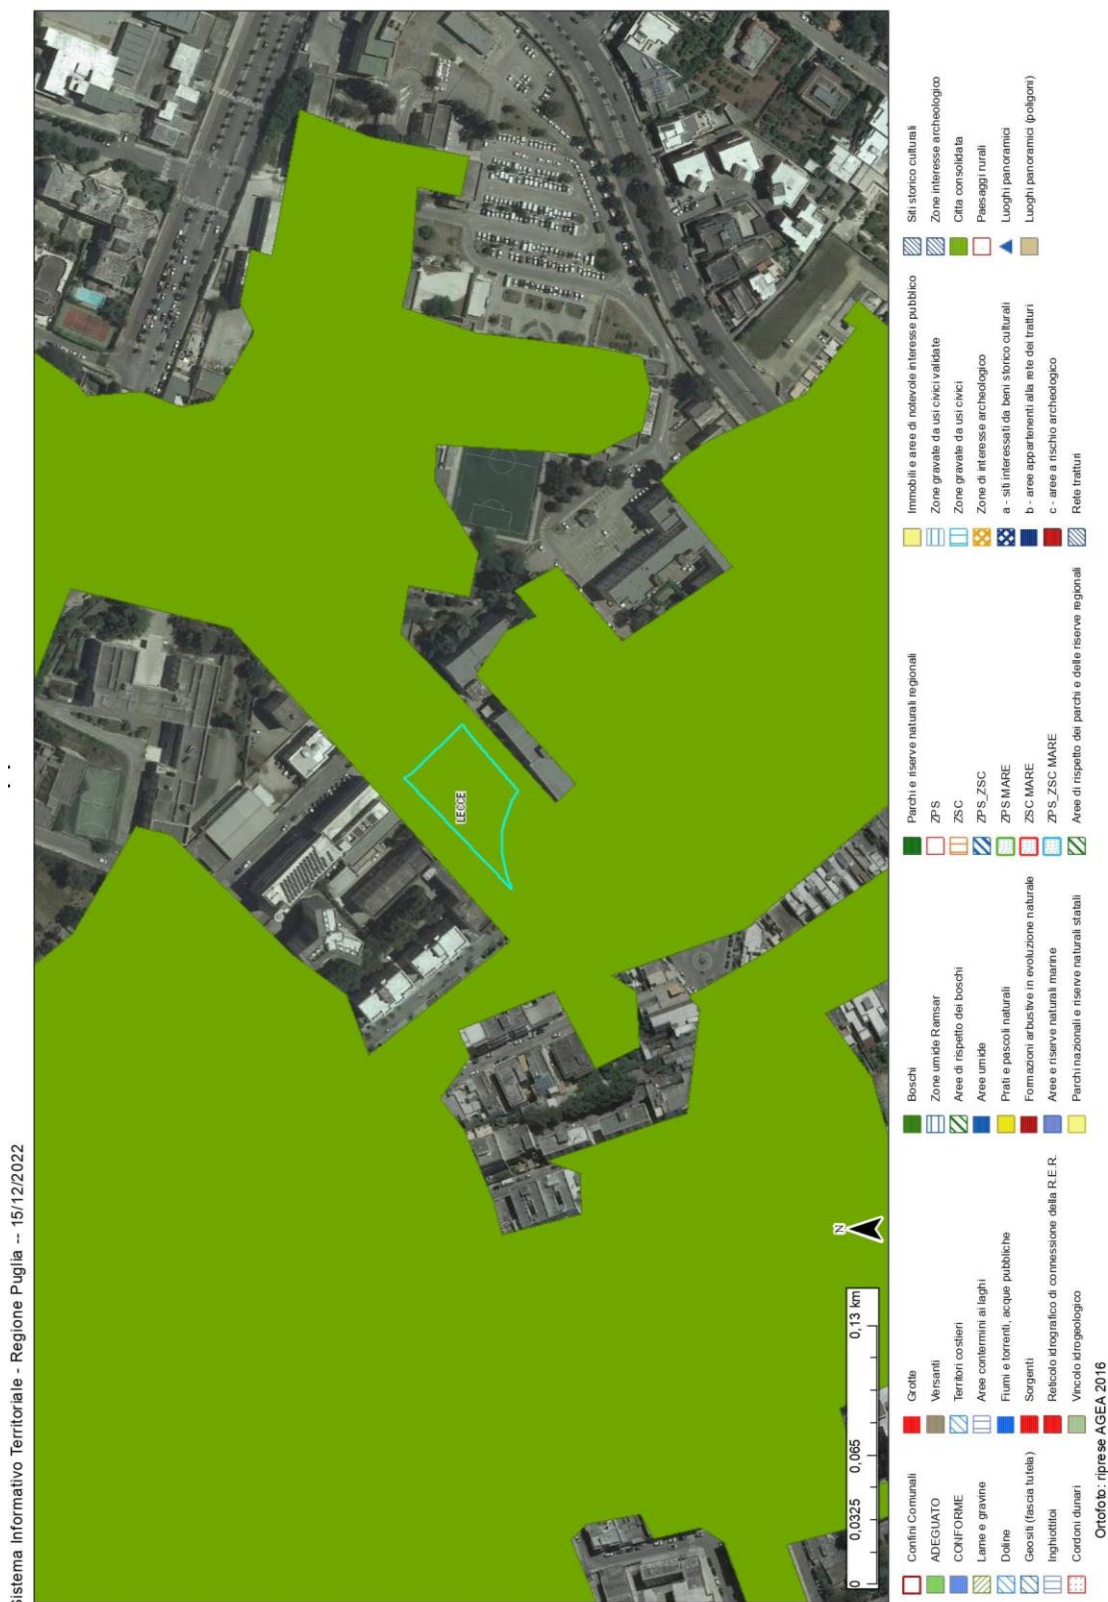 Sistema Informativo Territoriale - Regione Puglia -- 15/12/2022
LECCE
N
0
0,0325
0,065
0,13 km
Confini Comunali
ADEGUATO
CONFORME
Lame e gravine
Doline
Geositi (fascia tutela)
Inghiottitoi
Cordoni dunari
Grotte
Versanti
Territori costieri
Aree contermini ai laghi
Fiumi e torrenti, acque pubbliche
Sorgenti
Reticolo idrografico di connessione della R.E.R.
Vincolo idrogeologico
Boschi
Zone umide Ramsar
Aree di rispetto dei boschi
Aree umide
Prati e pascoli naturali
Formazioni arbustive in evoluzione naturale
Aree e riserve naturali marine
Parchi nazionali e riserve naturali statali
Parchi e riserve naturali regionali
ZPS
ZSC
ZPS_ZSC
ZPS MARE
ZSC MARE
ZPS_ZSC MARE
Aree di rispetto dei parchi e delle riserve regionali
Immobili e aree di notevole interesse pubblico
Zone gravate da usi civici validate
Zone gravate da usi civici
Zone di interesse archeologico
a - siti interessati da beni storico culturali
b - aree appartenenti alla rete dei tratturi
c - aree a rischio archeologico
Rete tratturi
Siti storico culturali
Zone interesse archeologico
Citta consolidata
Paesaggi rurali
Luoghi panoramici
Luoghi panoramici (poligoni)
Ortofoto: riprese AGEA 2016